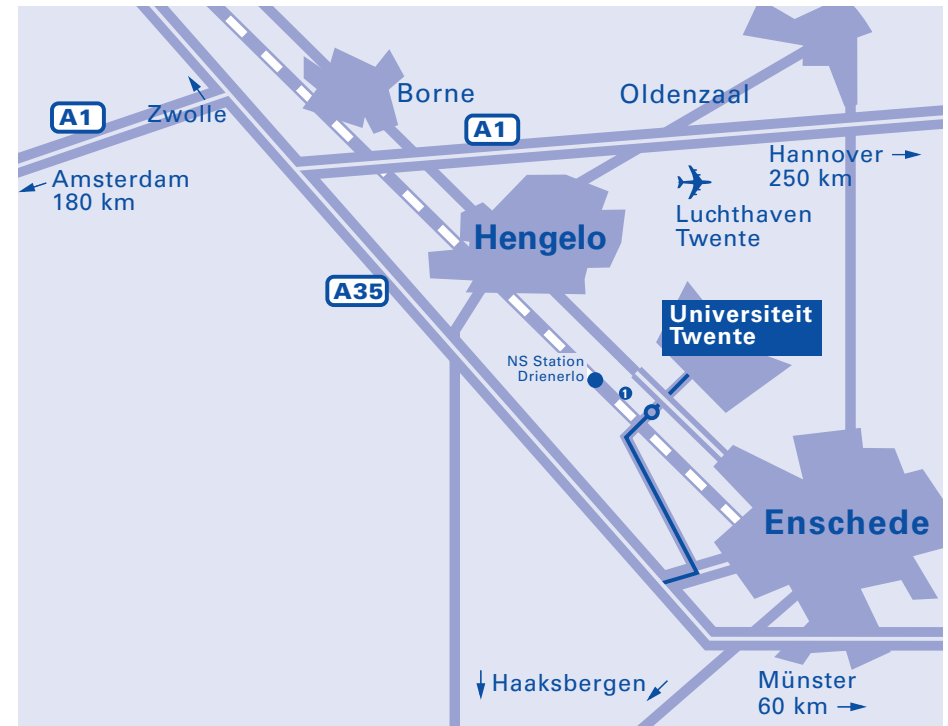 Borne
Oldenzaal
A1
Zwolle
A1
Hannover
250 km
Amsterdam
180 km
Luchthaven
Twente
Hengelo
A35
Universiteit
Twente
NS Station
Drienerlo
1
Enschede
Haaksbergen
Münster
60 km